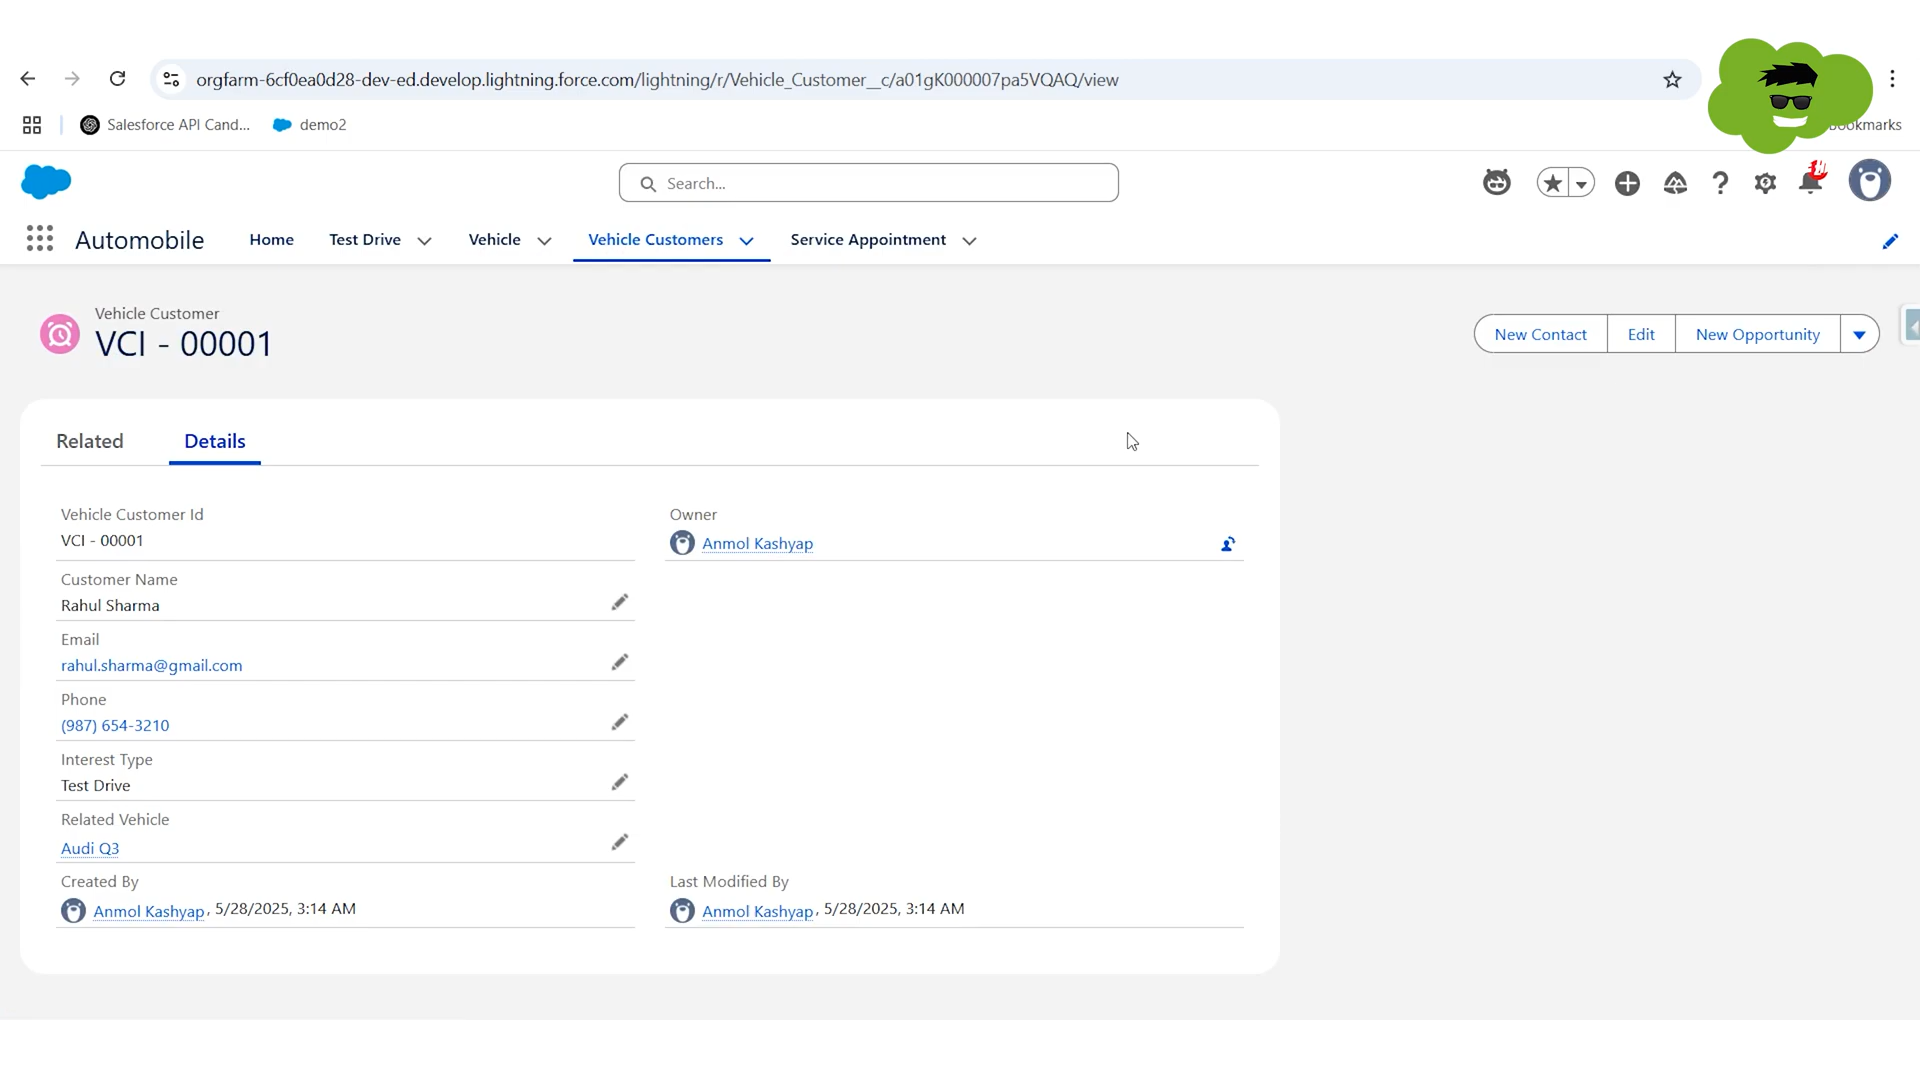 orgfarm-6cf0ea0d28-dev-ed.develop.lightning.force.com/lightning/r/Vehicle_Customer__c/a01gK000007pa5VQAQ/view
Salesforce API Cand...
demo2
Bookmarks
Search...
Automobile
Home
Test Drive
Vehicle
Vehicle Customers
Service Appointment
Vehicle Customer
VCI - 00001
New Contact
Edit
New Opportunity
Related
Details
Vehicle Customer Id
VCI - 00001
Owner
Anmol Kashyap
Customer Name
Rahul Sharma
Email
rahul.sharma@gmail.com
Phone
(987) 654-3210
Interest Type
Test Drive
Related Vehicle
Audi Q3
Created By
Anmol Kashyap, 5/28/2025, 3:14 AM
Last Modified By
Anmol Kashyap, 5/28/2025, 3:14 AM